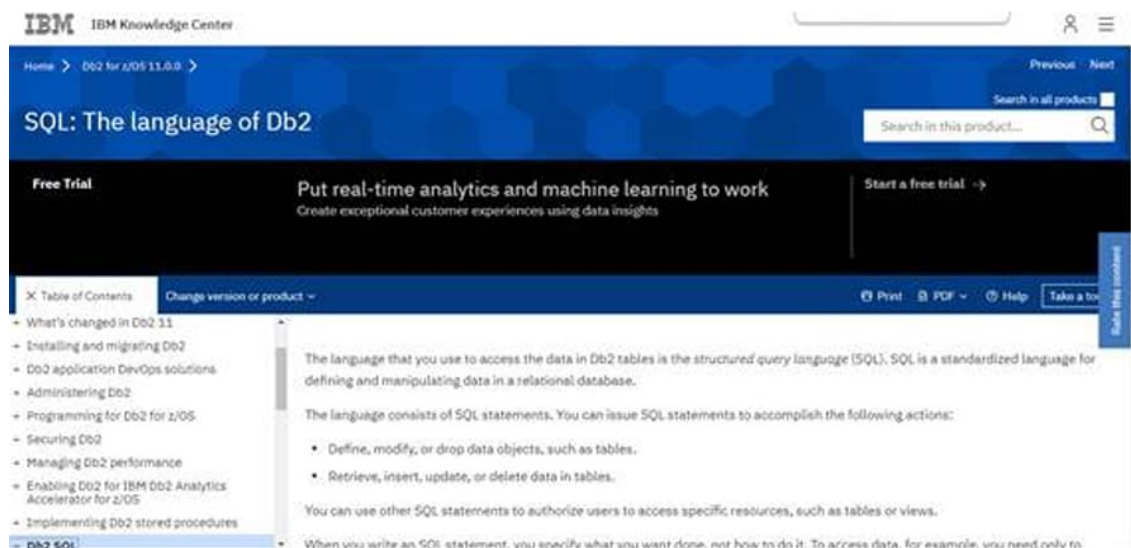 IBM IBM Knowledge Center
Home > Db2 for z/OS 11.0.0 >
Previous Next
Search in all products
SQL: The language of Db2
Search in this product...
Free Trial
Put real-time analytics and machine learning to work
Create exceptional customer experiences using data insights
Start a free trial →
Rate this content
× Table of Contents
Change version or product
Print PDF Help Take a to
What's changed in Db2 11
Installing and migrating Db2
Db2 application DevOps solutions
Administering Db2
Programming for Db2 for z/OS
Securing Db2
Managing Db2 performance
Enabling Db2 for IBM Db2 Analytics
Accelerator for z/OS
Implementing Db2 stored procedures
Db2 SQL
The language that you use to access the data in Db2 tables is the structured query language (SQL). SQL is a standardized language for
defining and manipulating data in a relational database.
The language consists of SQL statements. You can issue SQL statements to accomplish the following actions:
• Define, modify, or drop data objects, such as tables.
• Retrieve, insert, update, or delete data in tables.
You can use other SQL statements to authorize users to access specific resources, such as tables or views.
When you write an SQL statement, you specify what you want done, not how to do it. To access data, for example, you need only to